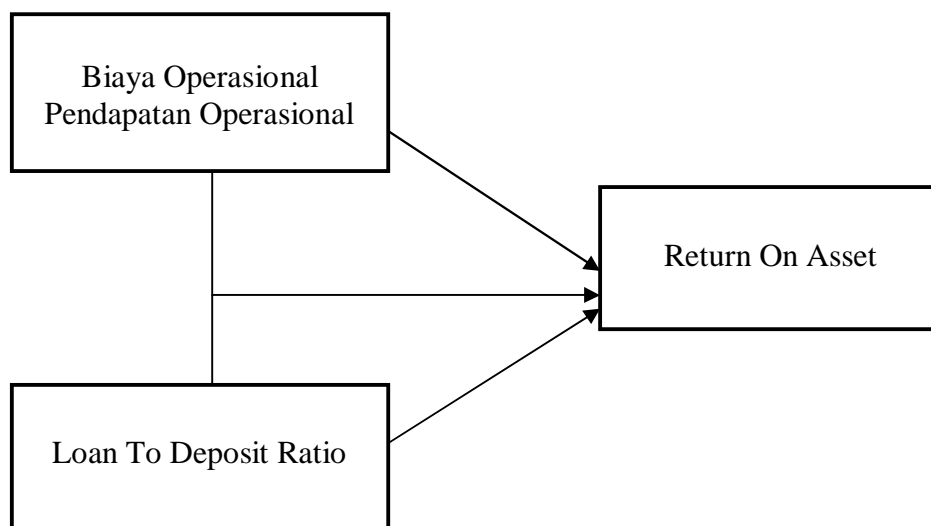 Biaya Operasional
Pendapatan Operasional
Return On Asset
Loan To Deposit Ratio